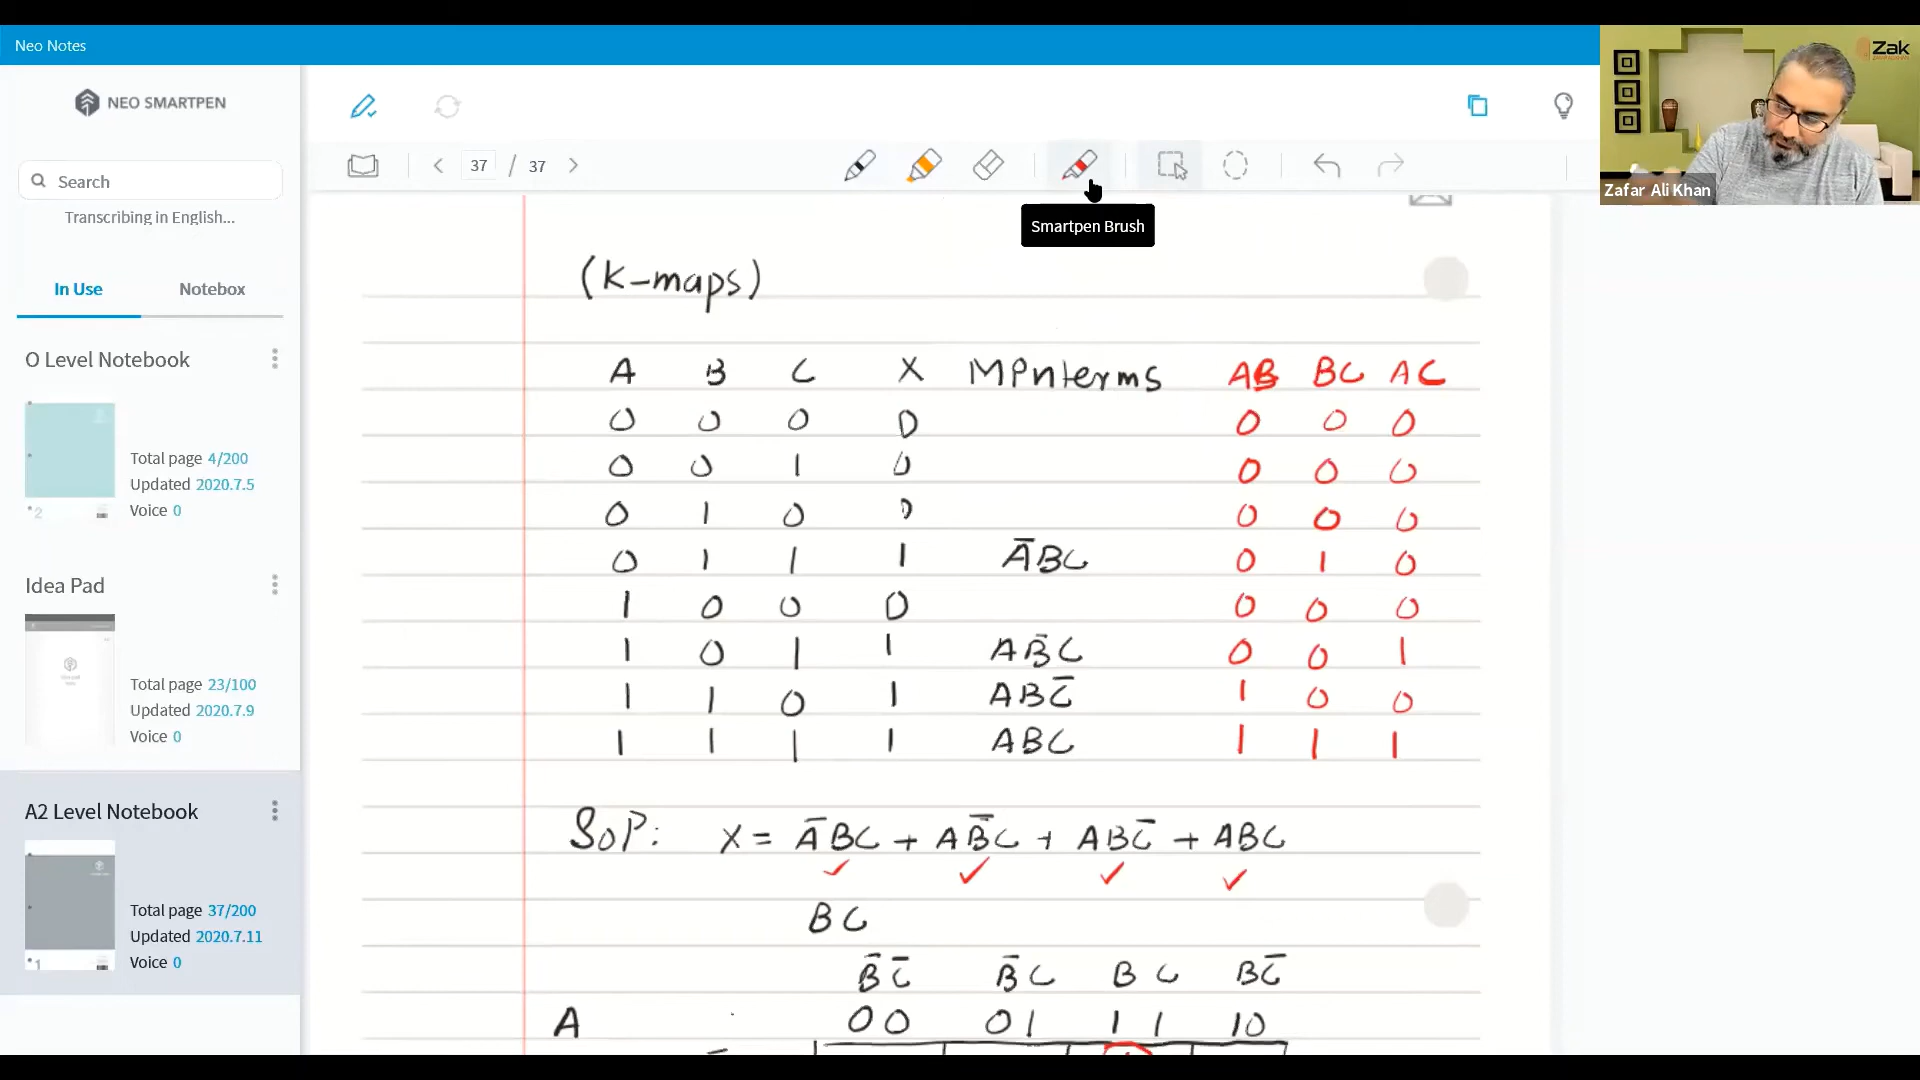 Neo Notes
NEO SMARTPEN
Search
Transcribing in English...
In Use Notebox
O Level Notebook
Total page 4/200
Updated 2020.7.5
Voice 0
Idea Pad
Total page 23/100
Updated 2020.7.9
Voice 0
A2 Level Notebook
Total page 37/200
Updated 2020.7.11
Voice 0
37 / 37
Smartpen Brush
Zak
Zafar Ali Khan
(K-maps)
A B C X MPnterms AB BC AC
0 0 0 0 0 0 0
0 0 1 0 0 0 0
0 1 0 0 0 0 0
0 1 1 1 A̅BC 0 1 0
1 0 0 0 0 0 0
1 0 1 1 AB̅C 0 0 1
1 1 0 1 ABC̅ 1 0 0
1 1 1 1 ABC 1 1 1
SOP: X = A̅BC + AB̅C + ABC̅ + ABC
✓ ✓ ✓ ✓
BC
B̅C̅ B̅C BC BC̅
A 00 01 11 10